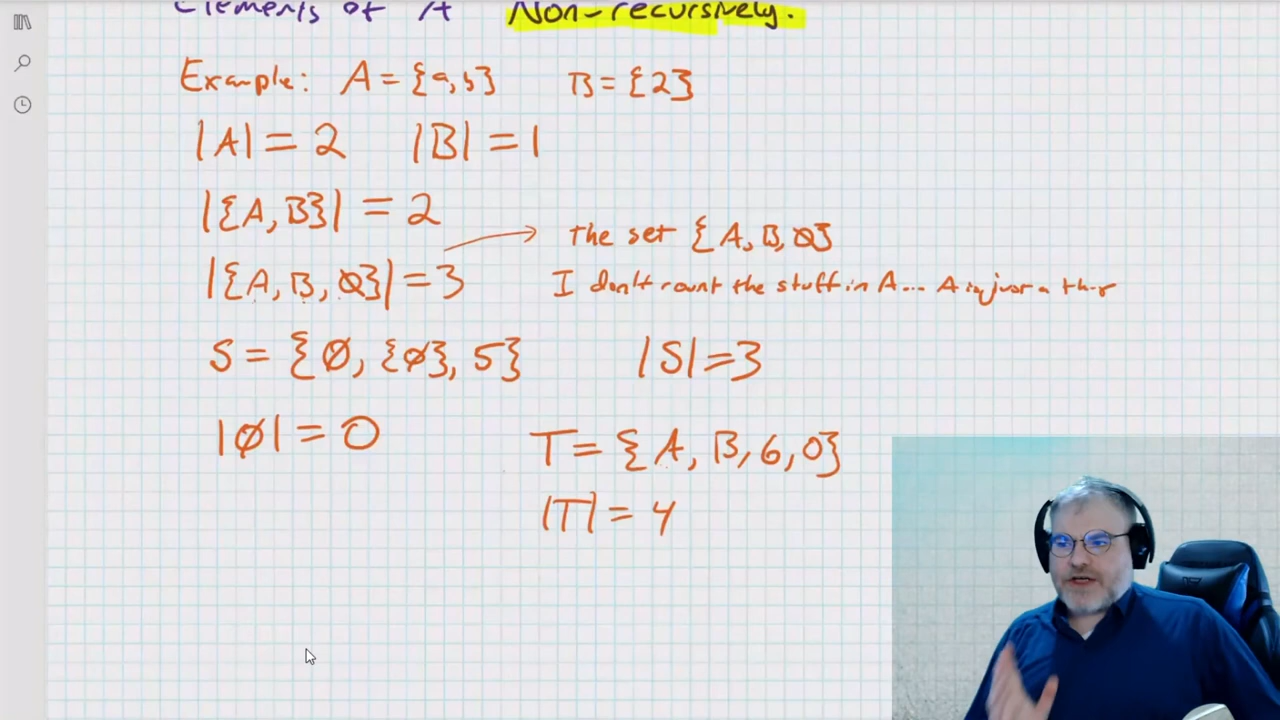 Elements of A Non-recursively.
Example: A = {a,b} B = {2}
|A| = 2 |B| = 1
|{A, B}| = 2
|{A, B, Ø}| = 3 → the set {A, B, Ø}
I don't count the stuff in A... A is just a thing
S = {Ø, {Ø}, 5} |S| = 3
|Ø| = 0
T = {A, B, 6, 0}
|T| = 4